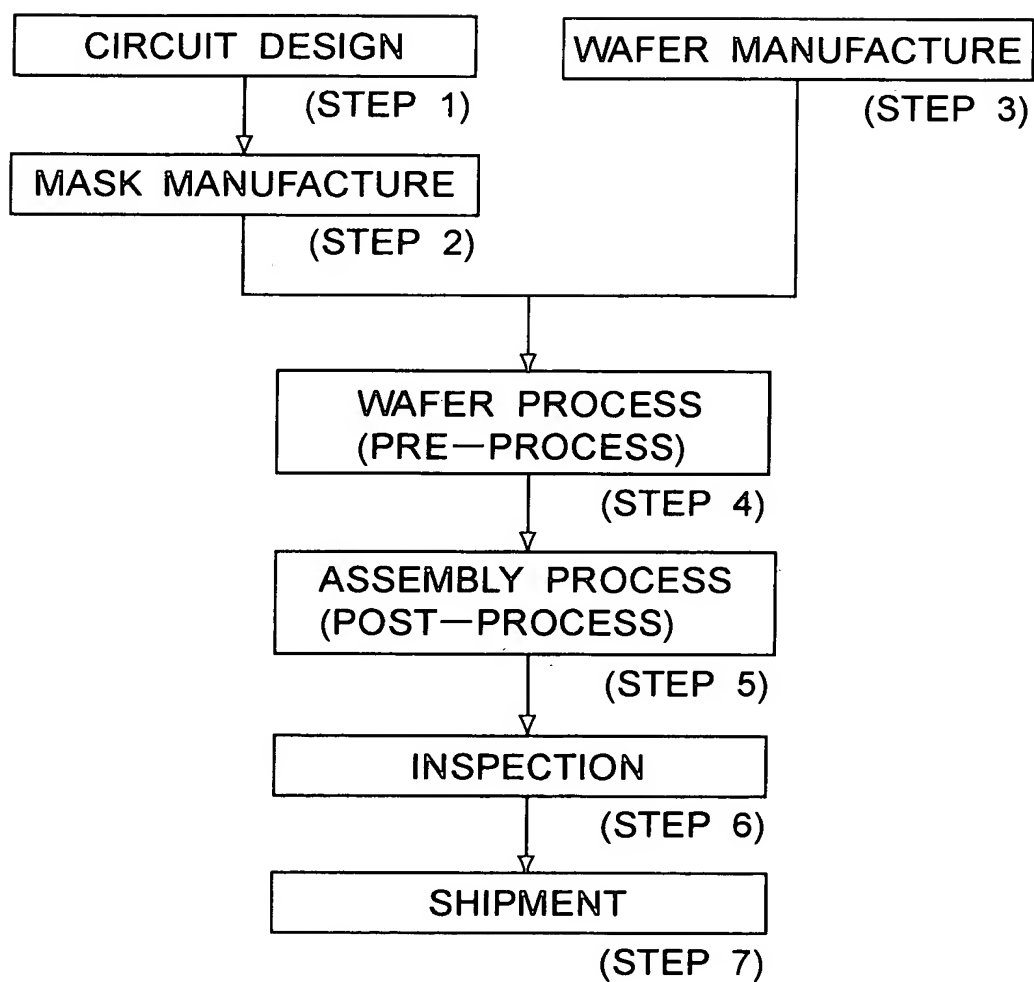 CIRCUIT DESIGN
(STEP 1)
WAFER MANUFACTURE
(STEP 3)
MASK MANUFACTURE
(STEP 2)
WAFER PROCESS
(PRE—PROCESS)
(STEP 4)
ASSEMBLY PROCESS
(POST—PROCESS)
(STEP 5)
INSPECTION
(STEP 6)
SHIPMENT
(STEP 7)